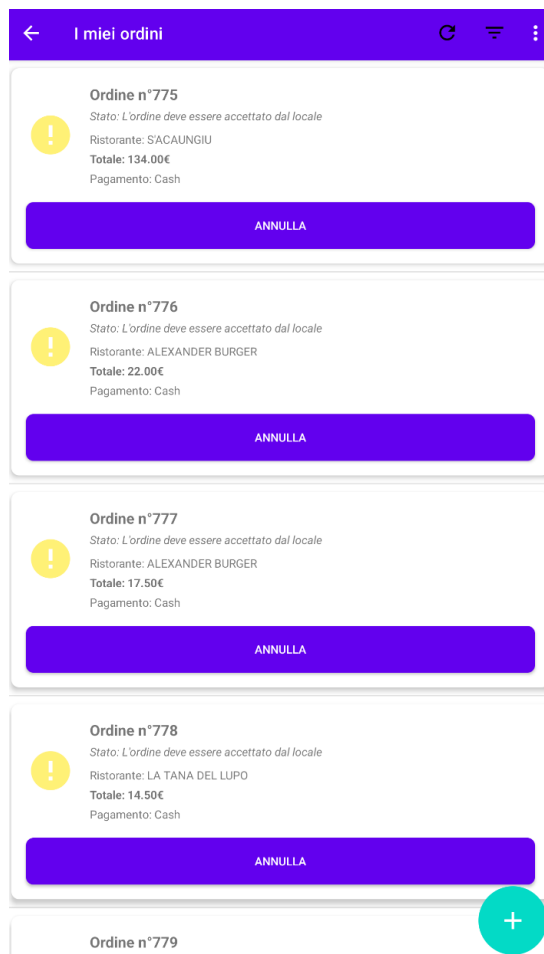 I miei ordini
Ordine n°775
Stato: L'ordine deve essere accettato dal locale
Ristorante: S'ACAUNGIU
Totale: 134.00€
Pagamento: Cash
ANNULLA
Ordine n°776
Stato: L'ordine deve essere accettato dal locale
Ristorante: ALEXANDER BURGER
Totale: 22.00€
Pagamento: Cash
ANNULLA
Ordine n°777
Stato: L'ordine deve essere accettato dal locale
Ristorante: ALEXANDER BURGER
Totale: 17.50€
Pagamento: Cash
ANNULLA
Ordine n°778
Stato: L'ordine deve essere accettato dal locale
Ristorante: LA TANA DEL LUPO
Totale: 14.50€
Pagamento: Cash
ANNULLA
Ordine n°779